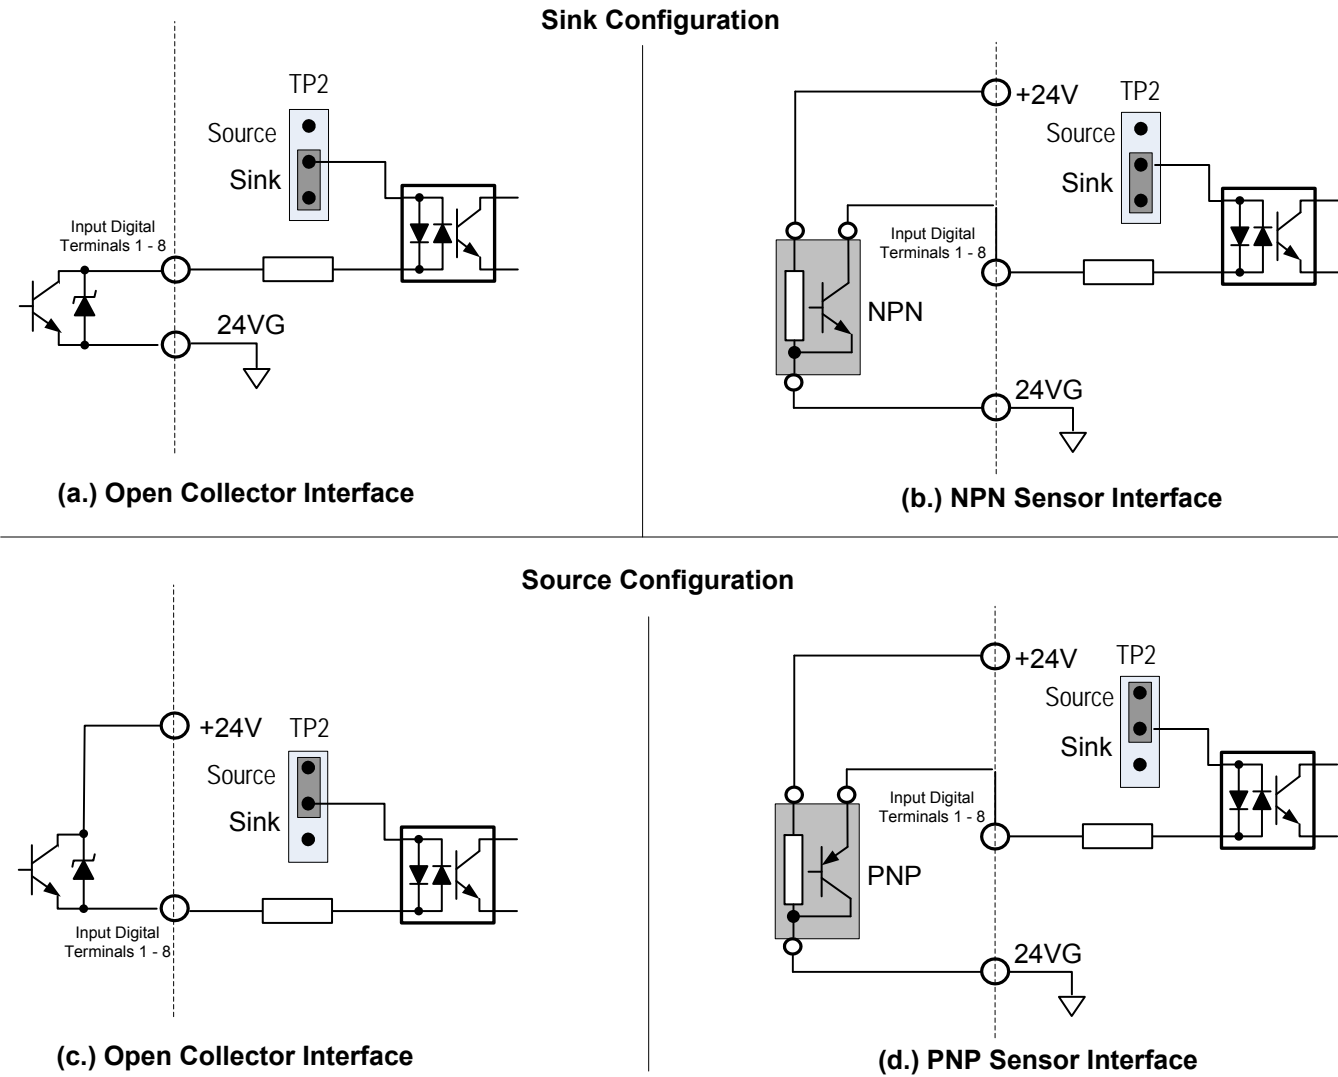 Sink Configuration
TP2
Source
Sink
Input Digital
Terminals 1 - 8
24VG
(a.) Open Collector Interface
+24V
TP2
Source
Sink
Input Digital
Terminals 1 - 8
NPN
24VG
(b.) NPN Sensor Interface
Source Configuration
+24V
TP2
Source
Sink
Input Digital
Terminals 1 - 8
(c.) Open Collector Interface
+24V
TP2
Source
Sink
Input Digital
Terminals 1 - 8
PNP
24VG
(d.) PNP Sensor Interface